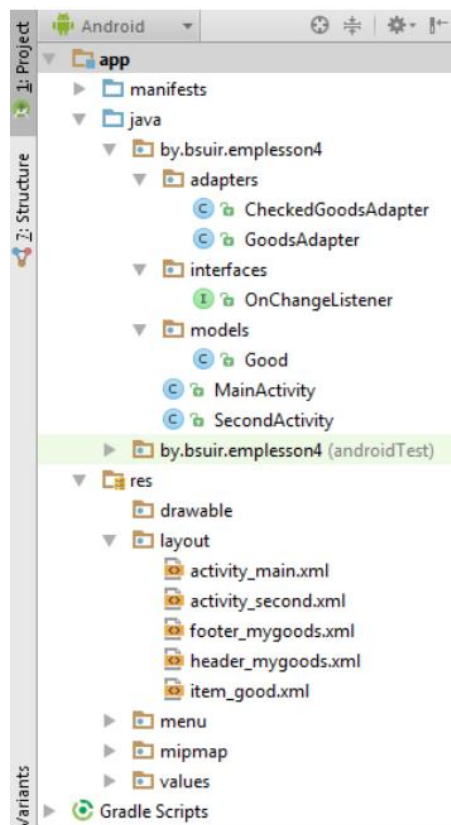 1: Project
7: Structure
Variants
Android
app
manifests
java
by.bsuir.emplesson4
adapters
C CheckedGoodsAdapter
C GoodsAdapter
interfaces
I OnChangeListener
models
C Good
C MainActivity
C SecondActivity
by.bsuir.emplesson4 (androidTest)
res
drawable
layout
activity_main.xml
activity_second.xml
footer_mygoods.xml
header_mygoods.xml
item_good.xml
menu
mipmap
values
Gradle Scripts